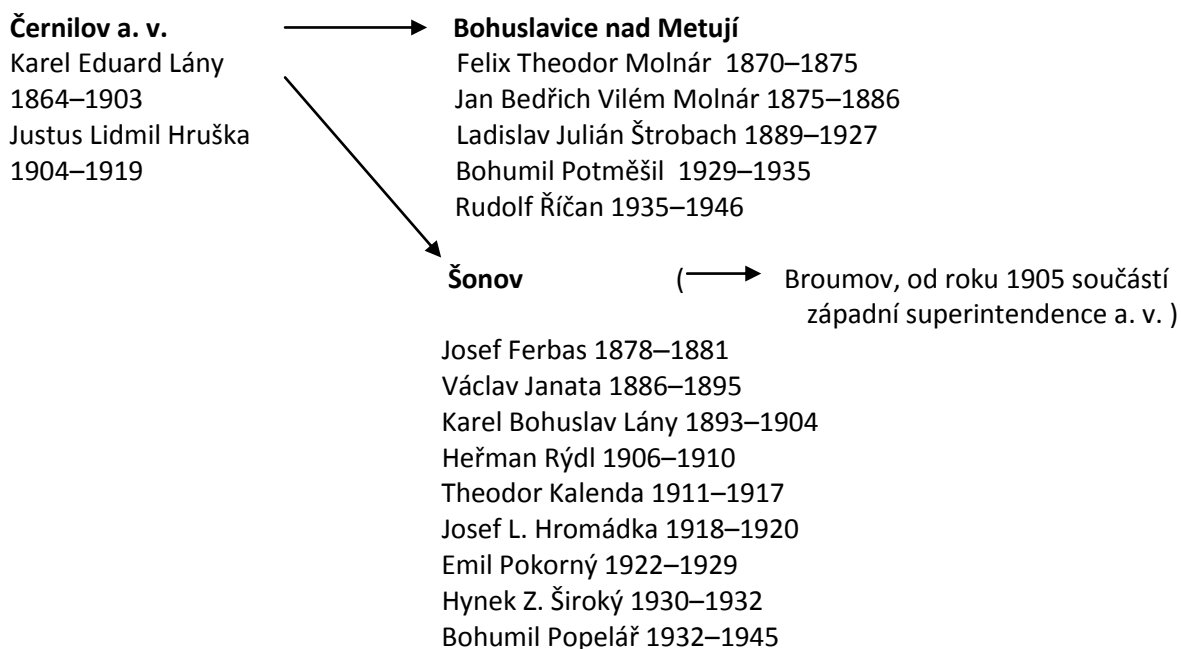 Černilov a. v.
Karel Eduard Lány
1864–1903
Justus Lidmil Hruška
1904–1919
Bohuslavice nad Metují
Felix Theodor Molnár 1870–1875
Jan Bedřich Vilém Molnár 1875–1886
Ladislav Julián Štrobach 1889–1927
Bohumil Potměšil 1929–1935
Rudolf Říčan 1935–1946
Šonov
( Broumov, od roku 1905 součástí
západní superintendence a. v. )
Josef Ferbas 1878–1881
Václav Janata 1886–1895
Karel Bohuslav Lány 1893–1904
Heřman Rýdl 1906–1910
Theodor Kalenda 1911–1917
Josef L. Hromádka 1918–1920
Emil Pokorný 1922–1929
Hynek Z. Široký 1930–1932
Bohumil Popelář 1932–1945